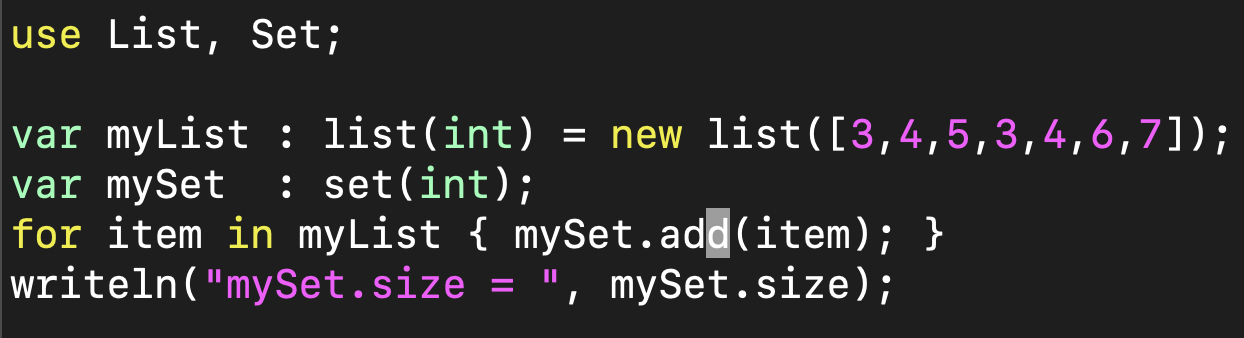 use List, Set;
var myList : list(int) = new list([3,4,5,3,4,6,7]);
var mySet  : set(int);
for item in myList { mySet.add(item); }
writeln("mySet.size = ", mySet.size);